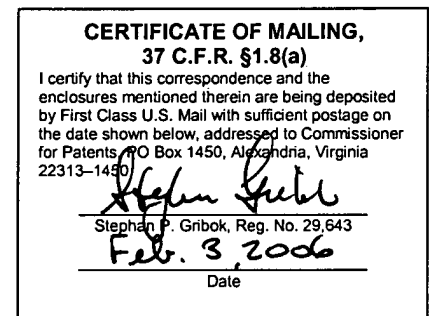 CERTIFICATE OF MAILING,
37 C.F.R. §1.8(a)
I certify that this correspondence and the
enclosures mentioned therein are being deposited
by First Class U.S. Mail with sufficient postage on
the date shown below, addressed to Commissioner
for Patents, PO Box 1450, Alexandria, Virginia
22313–1450
Stephan Gribok
Stephan P. Gribok, Reg. No. 29,643
Feb. 3, 2006
Date